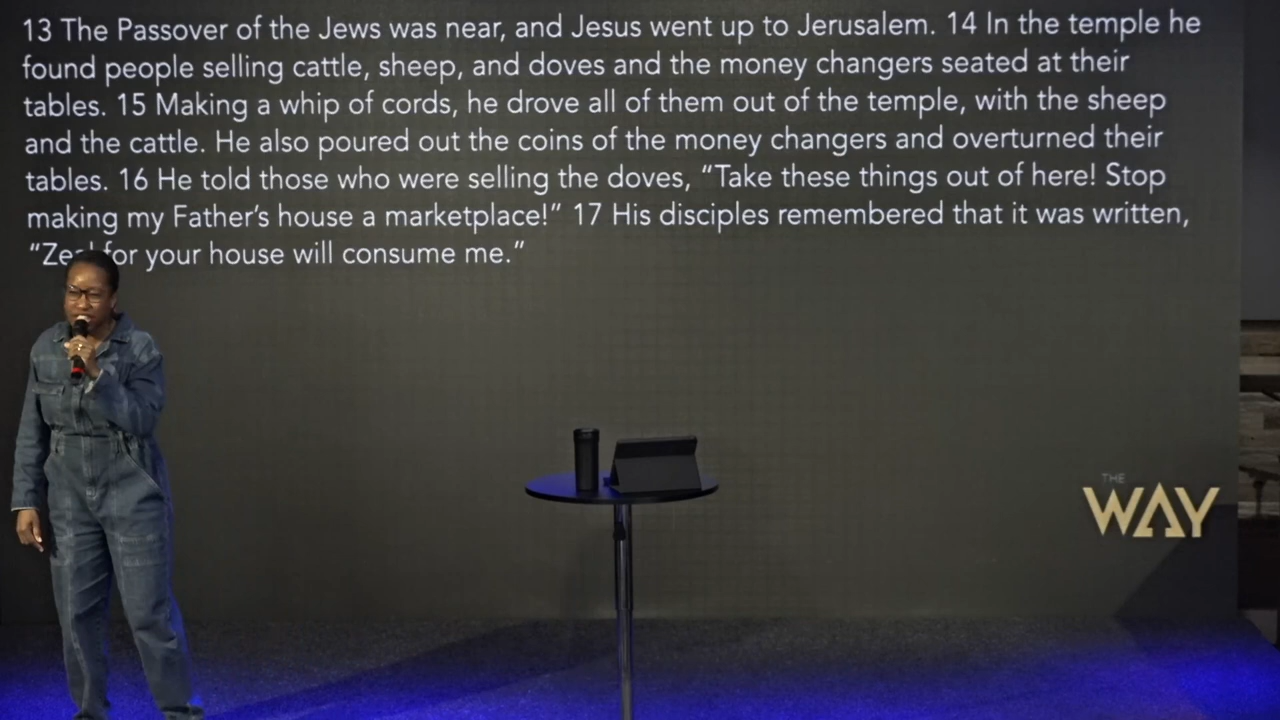 13 The Passover of the Jews was near, and Jesus went up to Jerusalem. 14 In the temple he
found people selling cattle, sheep, and doves and the money changers seated at their
tables. 15 Making a whip of cords, he drove all of them out of the temple, with the sheep
and the cattle. He also poured out the coins of the money changers and overturned their
tables. 16 He told those who were selling the doves, “Take these things out of here! Stop
making my Father’s house a marketplace!” 17 His disciples remembered that it was written,
“Zeal for your house will consume me.”
THE
WAY